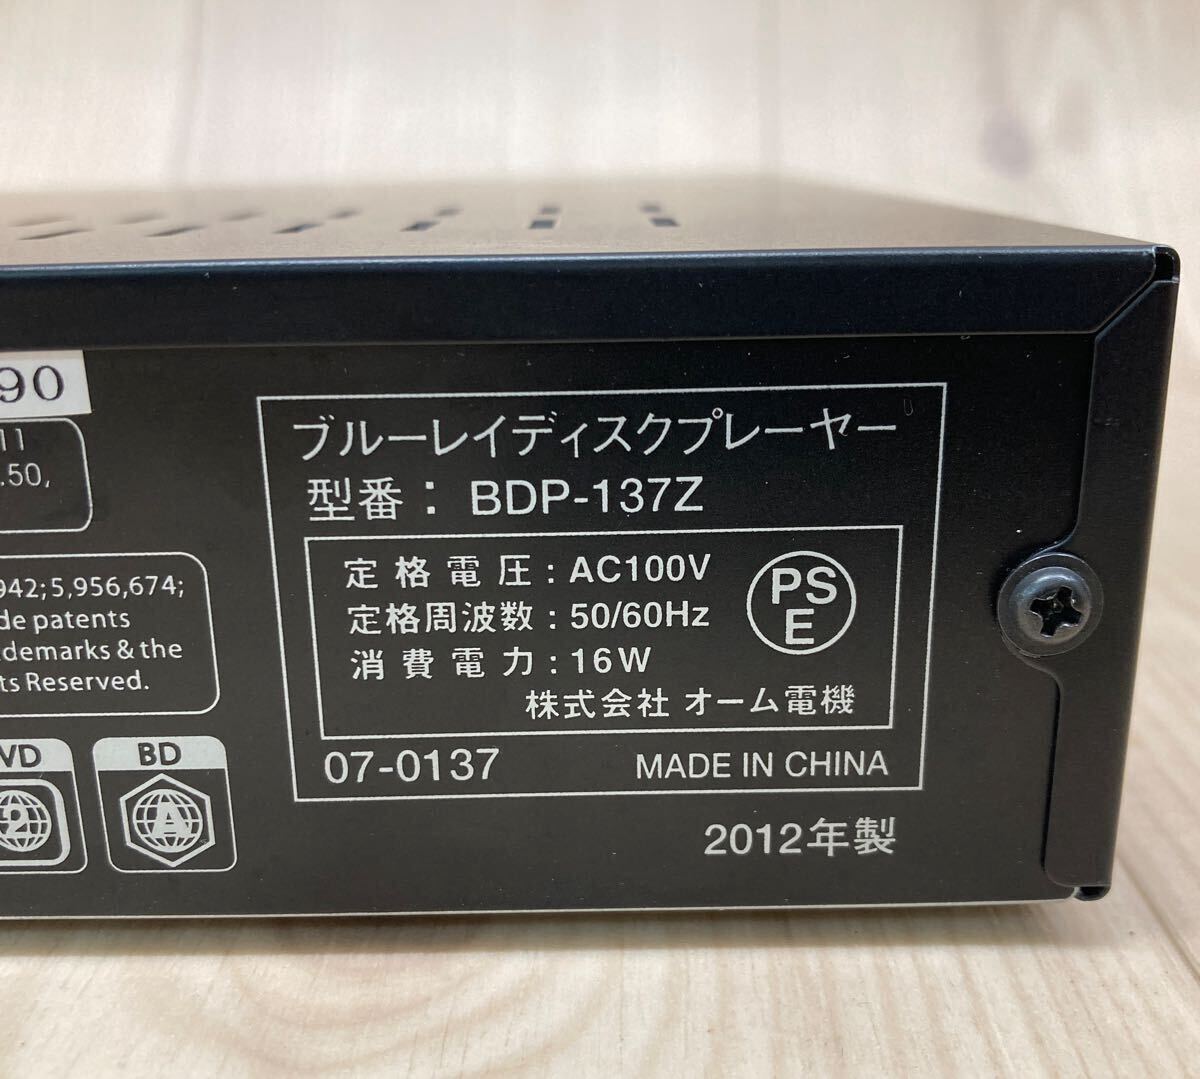 90
11
.50,
942;5,956,674;
de patents
demarks & the
ts Reserved.
VD
2
BD
A
ブルーレイディスクプレーヤー
型番：BDP-137Z
定格電圧：AC100V
定格周波数：50/60Hz
消費電力：16W
PS
E
株式会社 オーム電機
07-0137
MADE IN CHINA
2012年製